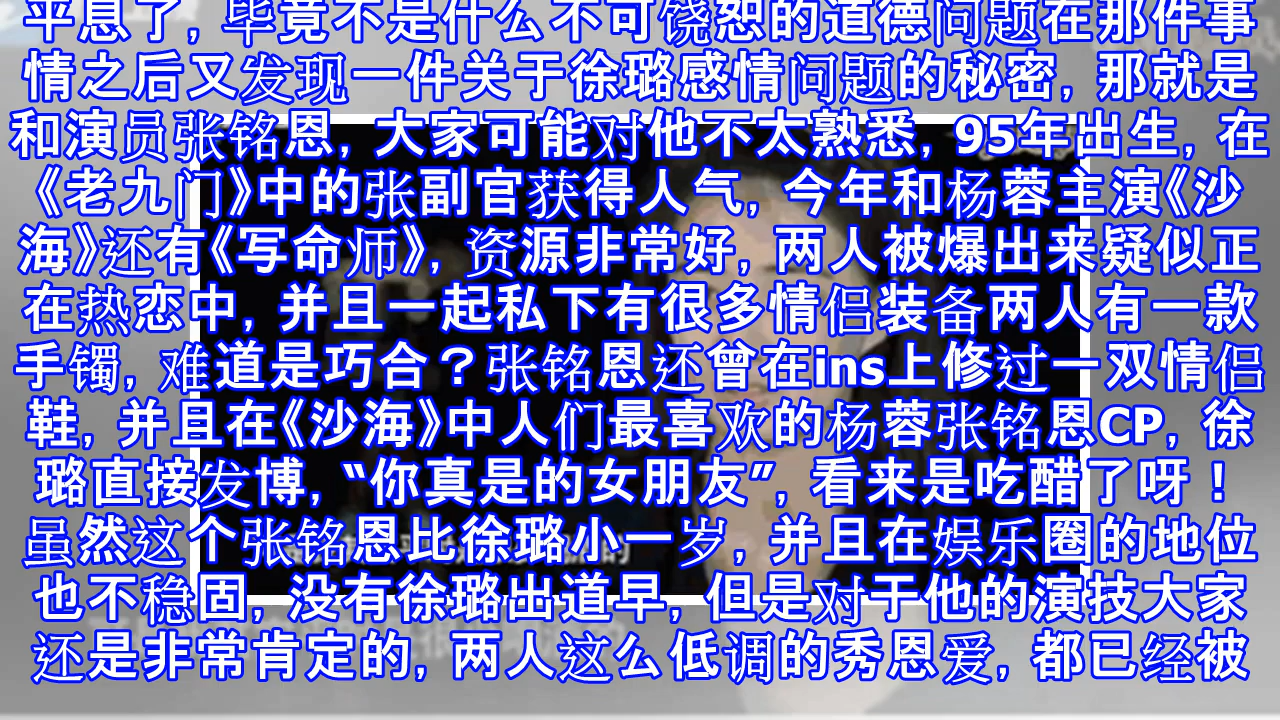 平息了, 毕竟不是什么不可饶恕的道德问题在那件事
情之后又发现一件关于徐璐感情问题的秘密, 那就是
和演员张铭恩, 大家可能对他不太熟悉, 95年出生, 在
《老九门》中的张副官获得人气, 今年和杨蓉主演《沙
海》还有《写命师》, 资源非常好, 两人被爆出来疑似正
在热恋中, 并且一起私下有很多情侣装备两人有一款
手镯, 难道是巧合？张铭恩还曾在ins上修过一双情侣
鞋, 并且在《沙海》中人们最喜欢的杨蓉张铭恩CP, 徐
璐直接发博, “你真是的女朋友”, 看来是吃醋了呀！
虽然这个张铭恩比徐璐小一岁, 并且在娱乐圈的地位
也不稳固, 没有徐璐出道早, 但是对于他的演技大家
还是非常肯定的, 两人这么低调的秀恩爱, 都已经被